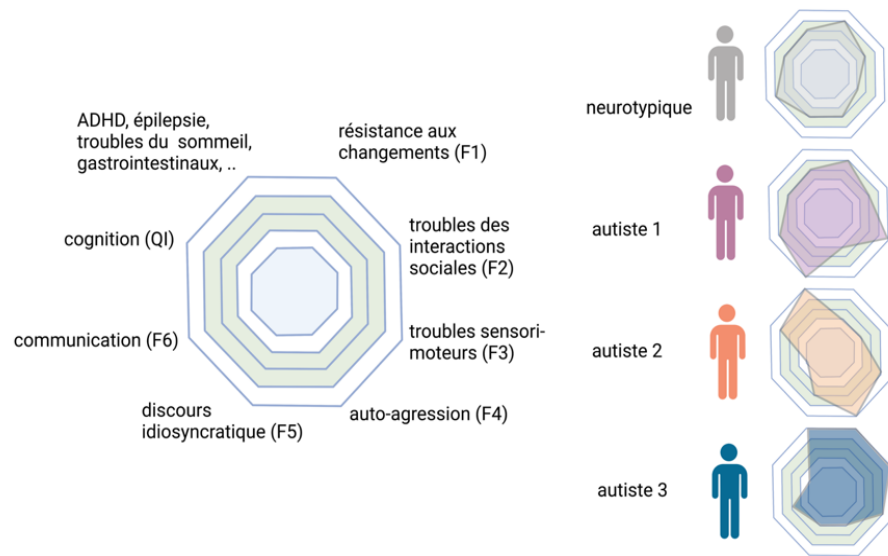 ADHD, épilepsie,
troubles du sommeil,
gastrointestinaux, ..
résistance aux
changements (F1)
cognition (QI)
troubles des
interactions
sociales (F2)
communication (F6)
troubles sensori-
moteurs (F3)
discours
idiosyncratique (F5)
auto-agression (F4)
neurotypique
autiste 1
autiste 2
autiste 3